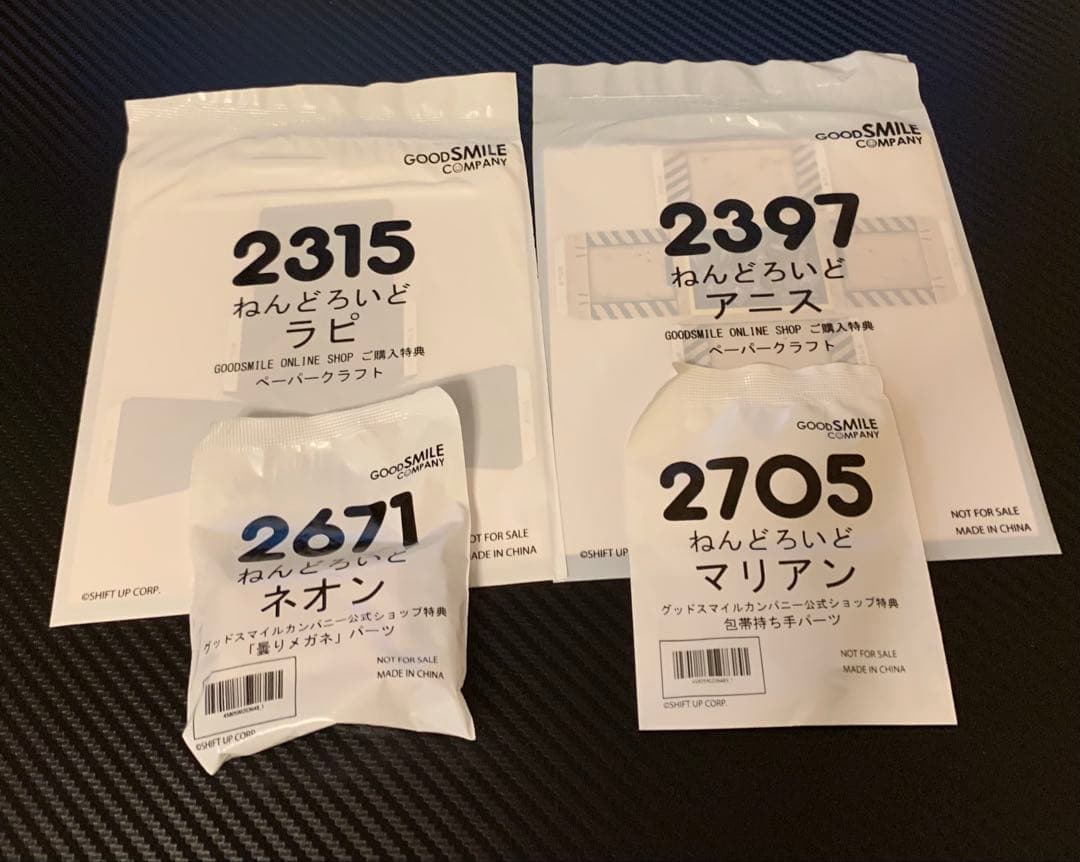 GOODSMILE
COMPANY
2315
ねんどろいど
ラピ
GOODSMILE ONLINE SHOP ご購入特典
ペーパークラフト
NOT FOR SALE
ADE IN CHINA
©SHIFT UP CORP.
GOODSMILE
COMPANY
2397
ねんどろいど
アニス
GOODSMILE ONLINE SHOP ご購入特典
ペーパークラフト
NOT FOR SALE
MADE IN CHINA
©SHIFT UP
GOODSMILE
COMPANY
2671
ねんどろいど
ネオン
グッドスマイルカンパニー公式ショップ特典
「曇りメガネ」パーツ
NOT FOR SALE
MADE IN CHINA
©SHIFT UP CORP.
GOODSMILE
COMPANY
2705
ねんどろいど
マリアン
グッドスマイルカンパニー公式ショップ特典
包帯持ち手パーツ
NOT FOR SALE
MADE IN CHINA
©SHIFT UP CORP.